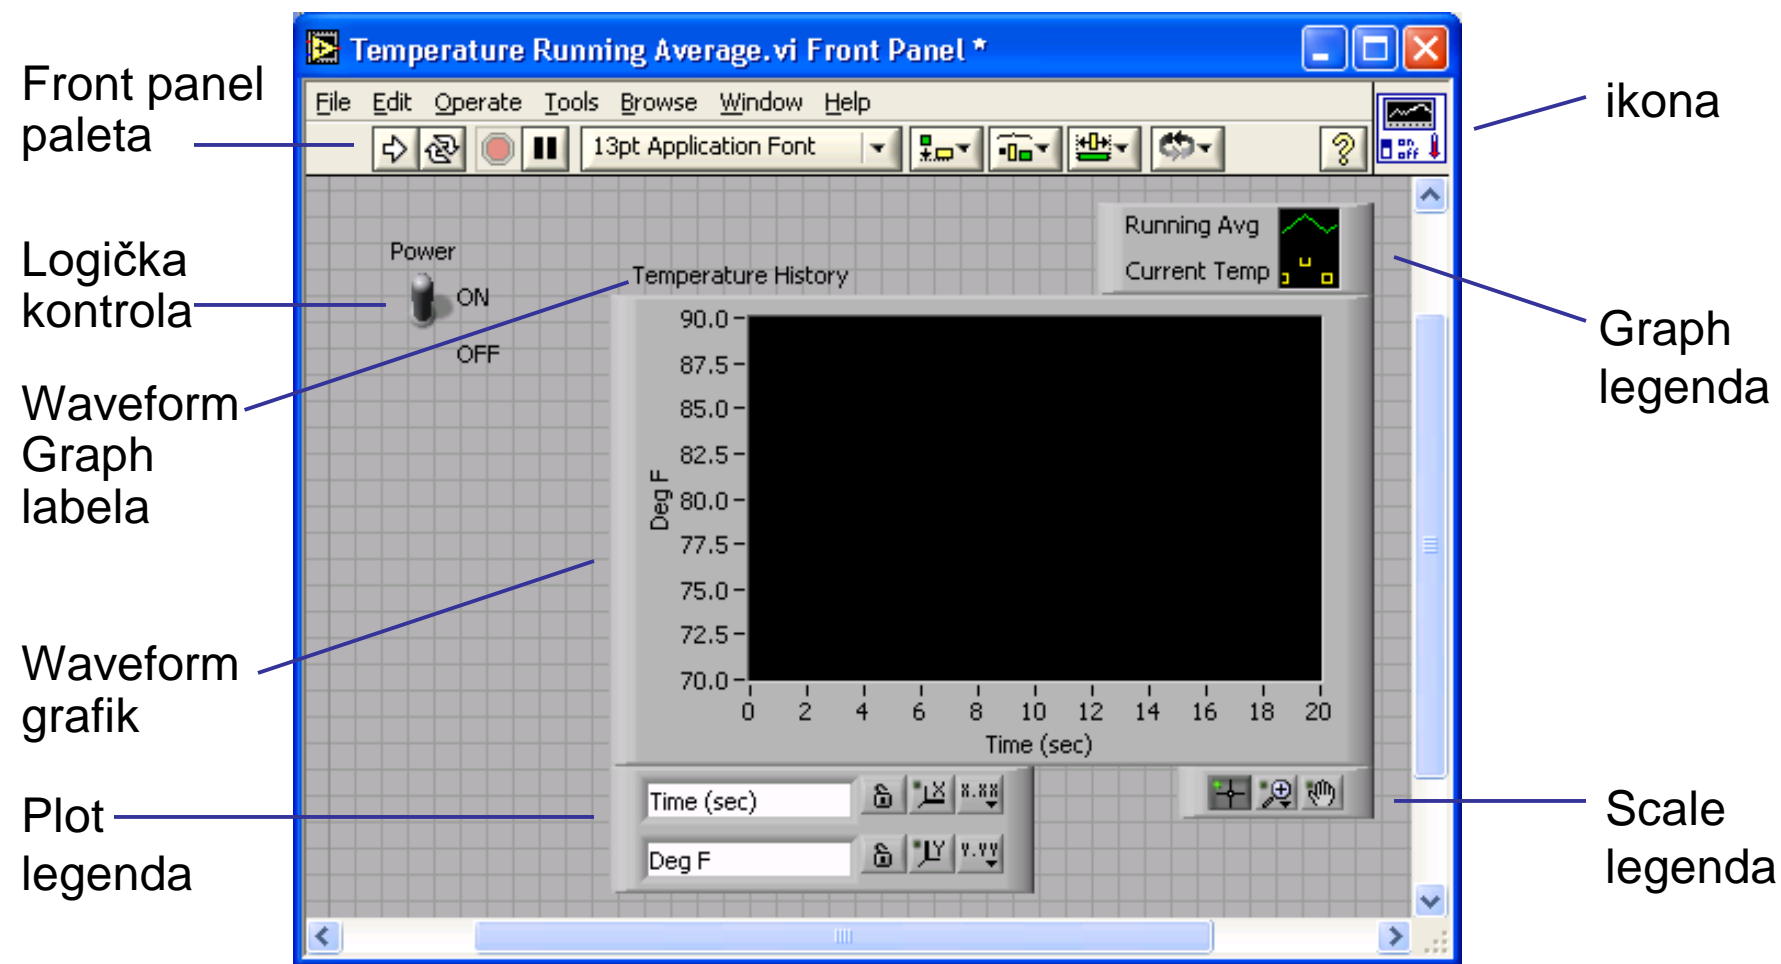 Temperature Running Average.vi Front Panel *
File Edit Operate Tools Browse Window Help
13pt Application Font
?
on
off
Front panel
paleta
ikona
Logička
kontrola
Power
ON
OFF
Temperature History
Running Avg
Current Temp
Graph
legenda
Waveform
Graph
labela
90.0
87.5
85.0
82.5
80.0
77.5
75.0
72.5
70.0
Deg F
0 2 4 6 8 10 12 14 16 18 20
Time (sec)
Waveform
grafik
Plot
legenda
Time (sec) X X.XX
Deg F Y Y.YY
Scale
legenda